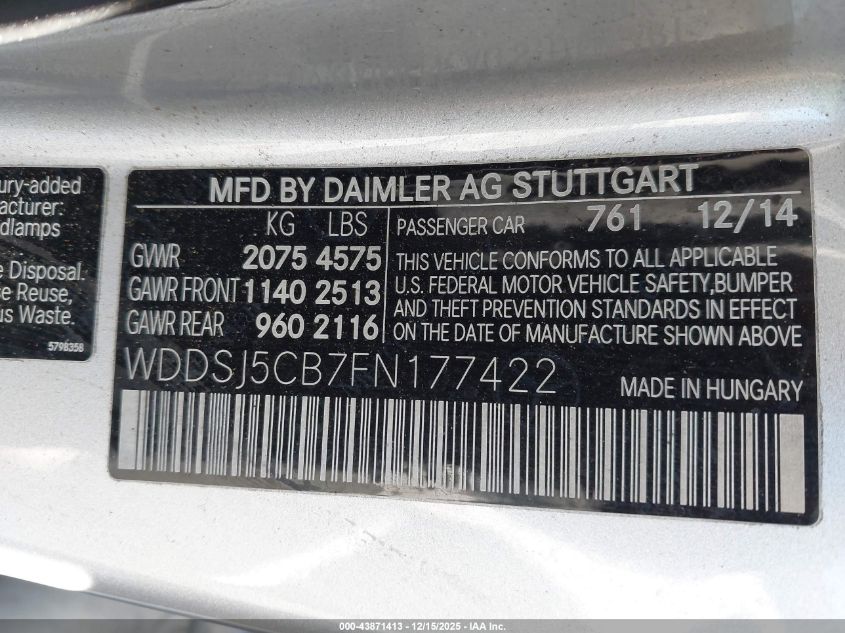 ury-added
nufacturer:
dlamps
e Disposal.
se Reuse,
us Waste.
5798358
MFD BY DAIMLER AG STUTTGART
KG LBS
GVWR 2075 4575
GAWR FRONT 1140 2513
GAWR REAR 960 2116
PASSENGER CAR 761 12/14
THIS VEHICLE CONFORMS TO ALL APPLICABLE
U.S. FEDERAL MOTOR VEHICLE SAFETY,BUMPER
AND THEFT PREVENTION STANDARDS IN EFFECT
ON THE DATE OF MANUFACTURE SHOWN ABOVE
WDDSJ5CB7FN177422 MADE IN HUNGARY
000-43871413 - 12/15/2025 - IAA Inc.